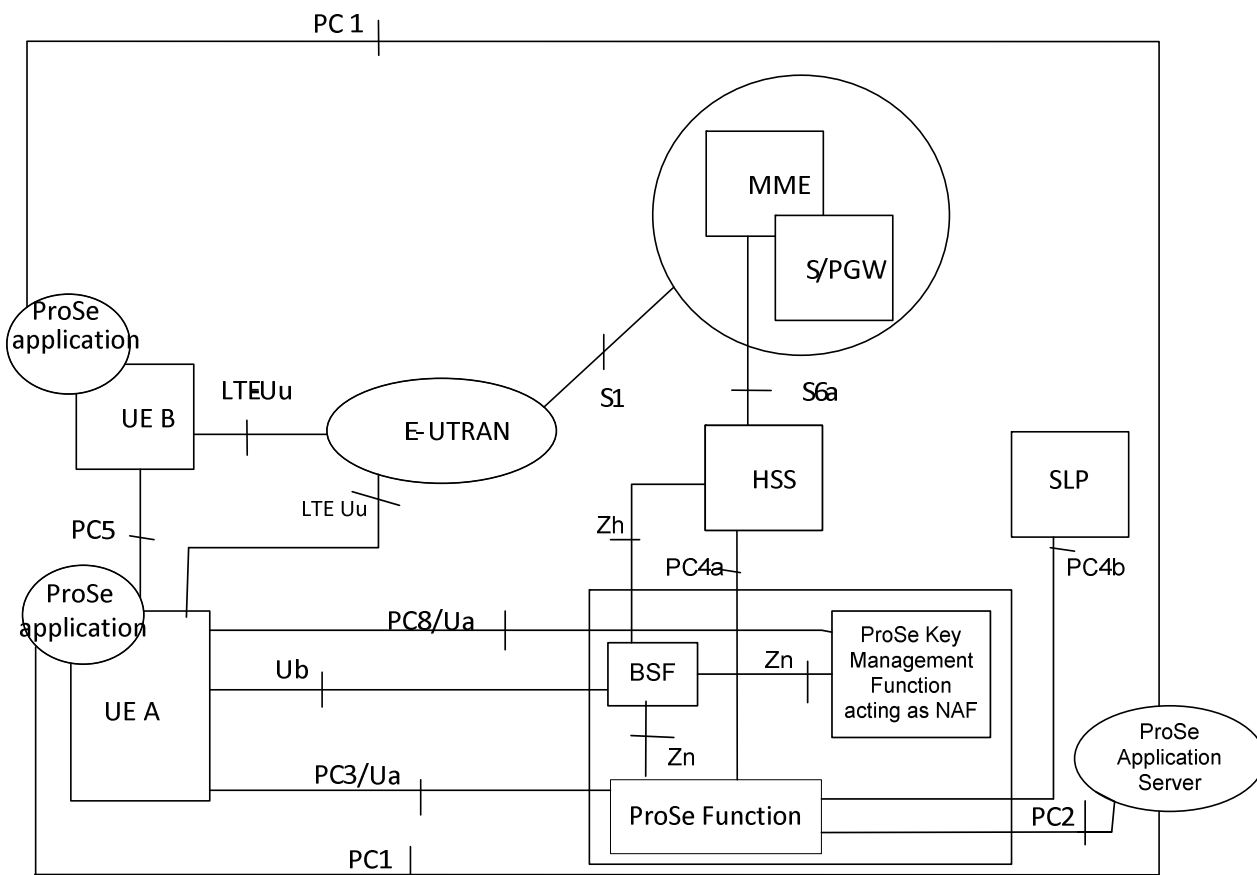 PC 1
MME
S/PGW
ProSe
application
LTE-Uu
S1
S6a
UE B
E-UTRAN
HSS
SLP
LTE Uu
PC5
Zh
PC4a
PC4b
ProSe
application
PC8/Ua
ProSe Key
Management
Function
acting as NAF
Ub
BSF
Zn
UE A
Zn
ProSe
Application
Server
PC3/Ua
ProSe Function
PC2
PC1